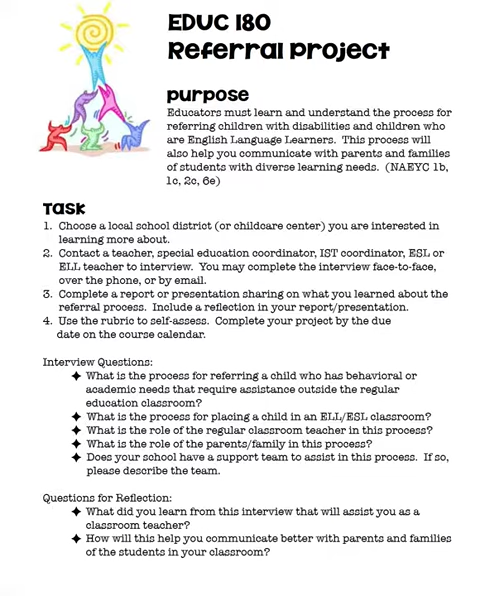 EDUC 180
Referral Project
Purpose
Educators must learn and understand the process for
referring children with disabilities and children who
are English Language Learners. This process will
also help you communicate with parents and families
of students with diverse learning needs. (NAEYC 1b,
1c, 2c, 6e)
Task
1. Choose a local school district (or childcare center) you are interested in
learning more about.
2. Contact a teacher, special education coordinator, IST coordinator, ESL or
ELL teacher to interview. You may complete the interview face-to-face,
over the phone, or by email.
3. Complete a report or presentation sharing on what you learned about the
referral process. Include a reflection in your report/presentation.
4. Use the rubric to self-assess. Complete your project by the due
date on the course calendar.
Interview Questions:
✦ What is the process for referring a child who has behavioral or
academic needs that require assistance outside the regular
education classroom?
✦ What is the process for placing a child in an ELL/ESL classroom?
✦ What is the role of the regular classroom teacher in this process?
✦ What is the role of the parents/family in this process?
✦ Does your school have a support team to assist in this process. If so,
please describe the team.
Questions for Reflection:
✦ What did you learn from this interview that will assist you as a
classroom teacher?
✦ How will this help you communicate better with parents and families
of the students in your classroom?